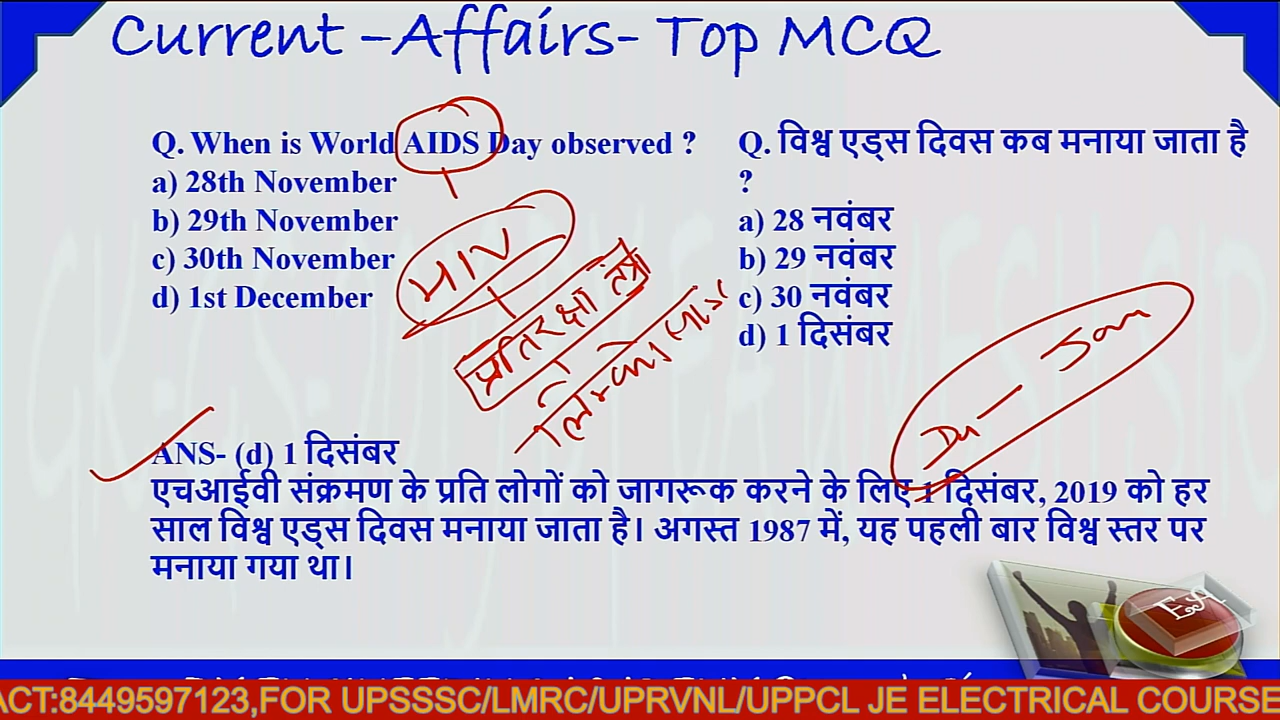 Current –Affairs- Top MCQ
Q. When is World AIDS Day observed ?
a) 28th November
b) 29th November
c) 30th November
d) 1st December
Q. विश्व एड्स दिवस कब मनाया जाता है
?
a) 28 नवंबर
b) 29 नवंबर
c) 30 नवंबर
d) 1 दिसंबर
HIV
प्रतिरक्षा तंत्र
ANS- (d) 1 दिसंबर
एचआईवी संक्रमण के प्रति लोगों को जागरूक करने के लिए 1 दिसंबर, 2019 को हर
साल विश्व एड्स दिवस मनाया जाता है। अगस्त 1987 में, यह पहली बार विश्व स्तर पर
मनाया गया था।
EA
ACT:8449597123,FOR UPSSSC/LMRC/UPRVNL/UPPCL JE ELECTRICAL COURSE